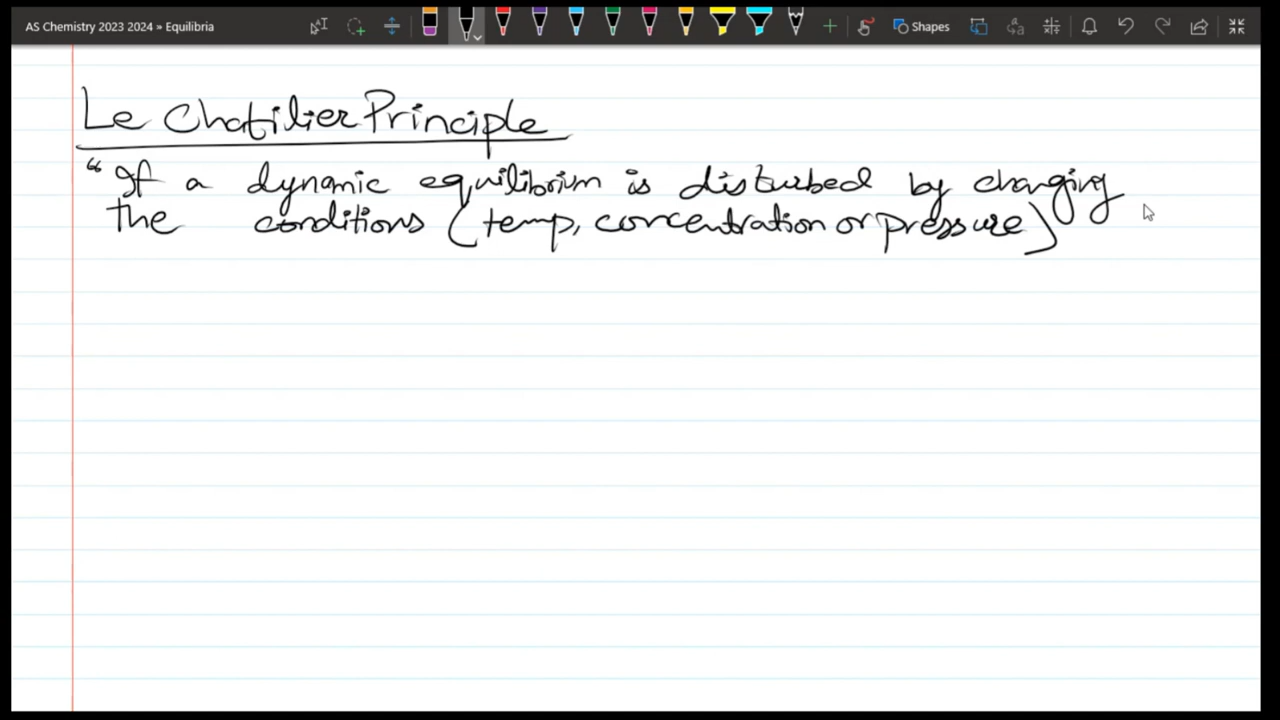 AS Chemistry 2023 2024 » Equilibria
Shapes
Le Chatilier Principle
“If a dynamic equilibrium is disturbed by changing
the conditions (temp, concentration or pressure)